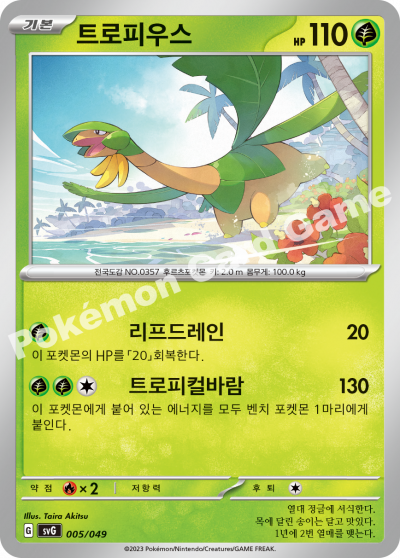 기본
트로피우스
HP 110
Pokémon Card Game
전국도감 NO.0357 후르츠포켓몬 키: 2.0 m 몸무게: 100.0 kg
리프드레인 20
이 포켓몬의 HP를 「20」회복한다.
트로피컬바람 130
이 포켓몬에게 붙어 있는 에너지를 모두 벤치 포켓몬 1마리에게
붙인다.
약점 ×2 저항력 후퇴
Illus. Taira Akitsu
G svG 005/049
열대 정글에 서식한다.
목에 달린 송이는 달고 맛있다.
1년에 2번 열매를 맺는다.
©2023 Pokémon/Nintendo/Creatures/GAME FREAK.